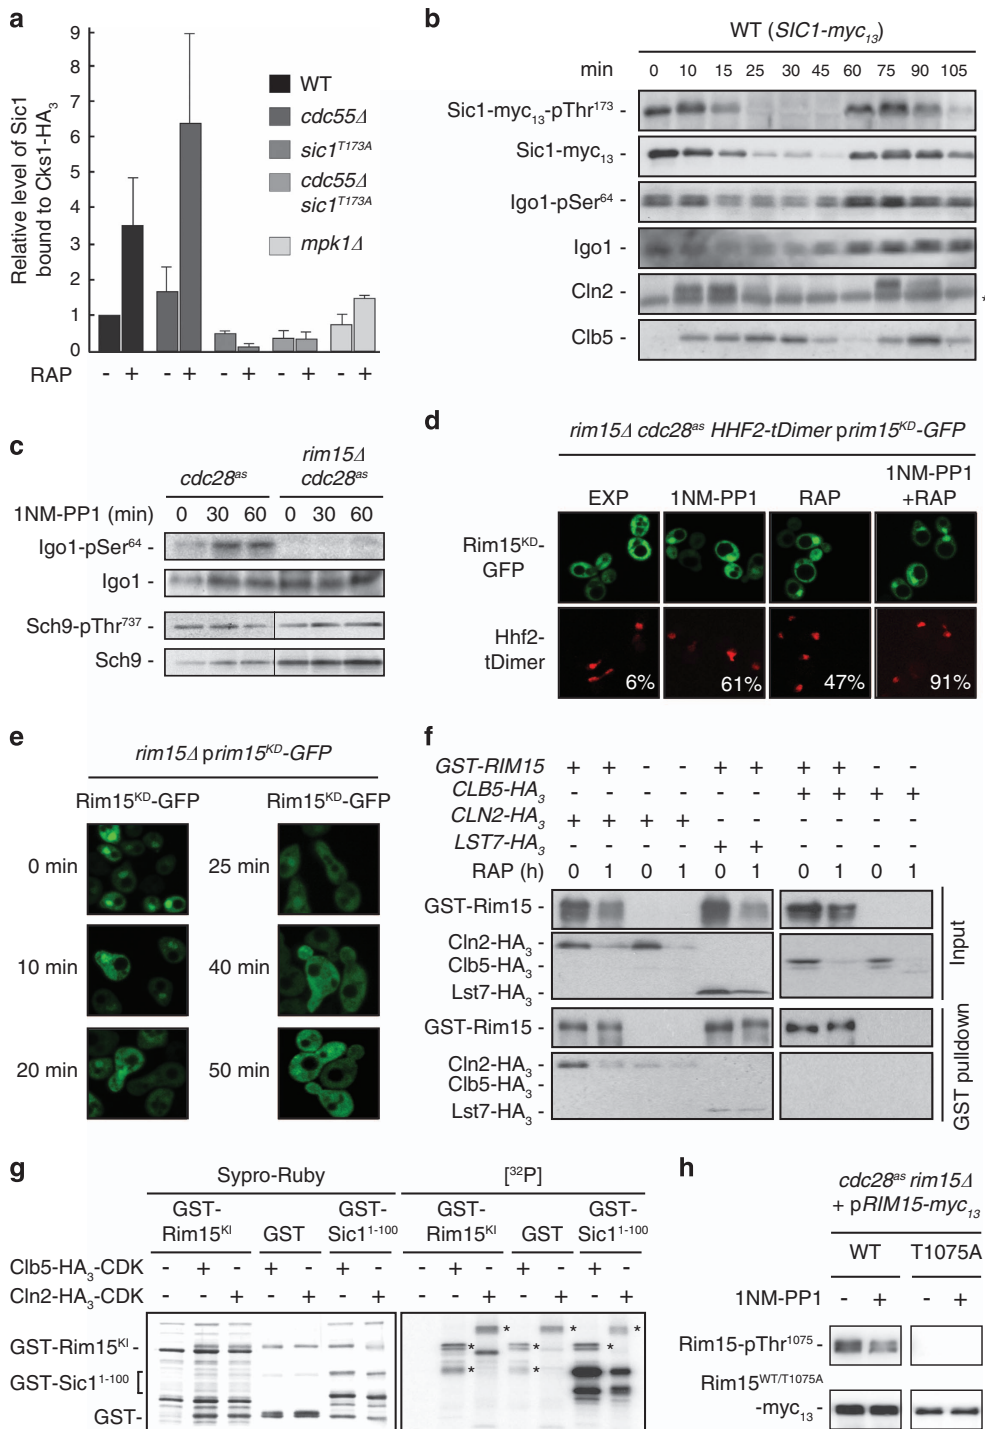 a
Relative level of Sic1
bound to Cks1-HA3
9
8
7
6
5
4
3
2
1
0
WT
cdc55Δ
sic1T173A
cdc55Δ
sic1T173A
mpk1Δ
RAP - + - + - + - + - +
b
WT (SIC1-myc13)
min 0 10 15 25 30 45 60 75 90 105
Sic1-myc13-pThr173 -
Sic1-myc13 -
Igo1-pSer64 -
Igo1 -
Cln2 -
*
Clb5 -
c
cdc28as
rim15Δ
cdc28as
1NM-PP1 (min) 0 30 60 0 30 60
Igo1-pSer64 -
Igo1 -
Sch9-pThr737 -
Sch9 -
d
rim15Δ cdc28as HHF2-tDimer prim15KD-GFP
EXP 1NM-PP1 RAP 1NM-PP1
+RAP
Rim15KD-
GFP
Hhf2-
tDimer
6% 61% 47% 91%
e
rim15Δ prim15KD-GFP
Rim15KD-GFP Rim15KD-GFP
0 min 25 min
10 min 40 min
20 min 50 min
f
GST-RIM15 + + - - + + + + - -
CLB5-HA3 - - - - - - + + + +
CLN2-HA3 + + + + - - - - - -
LST7-HA3 - - - - + + - - - -
RAP (h) 0 1 0 1 0 1 0 1 0 1
GST-Rim15 -
Cln2-HA3 -
Clb5-HA3 -
Lst7-HA3 -
Input
GST-Rim15 -
Cln2-HA3 -
Clb5-HA3 -
Lst7-HA3 -
GST pulldown
g
Sypro-Ruby [32P]
GST-
Rim15KI GST GST-
Sic11-100 GST-
Rim15KI GST GST-
Sic11-100
Clb5-HA3-CDK - + - + - + - - + - + - + -
Cln2-HA3-CDK - - + - + - + - - + - + - +
GST-Rim15KI -
GST-Sic11-100 [
GST-
* * * * * * * *
h
cdc28as rim15Δ
+ pRIM15-myc13
WT T1075A
1NM-PP1 - + - +
Rim15-pThr1075 -
Rim15WT/T1075A
-myc13 -